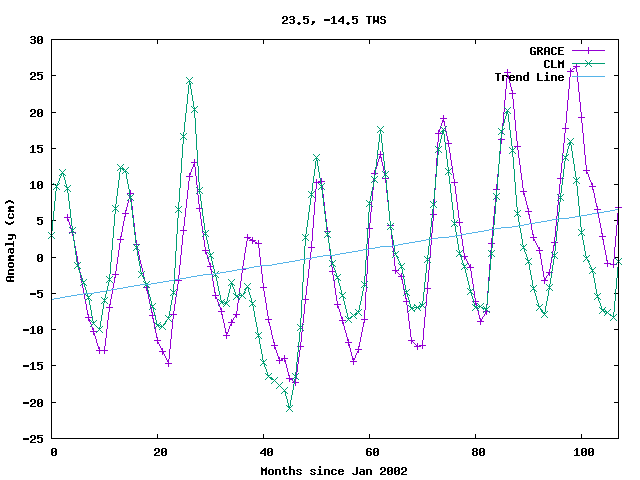 23.5, -14.5 TWS
GRACE
CLM
Trend Line
30
25
20
15
10
5
0
-5
-10
-15
-20
-25
Anomaly (cm)
0 20 40 60 80 100
Months since Jan 2002